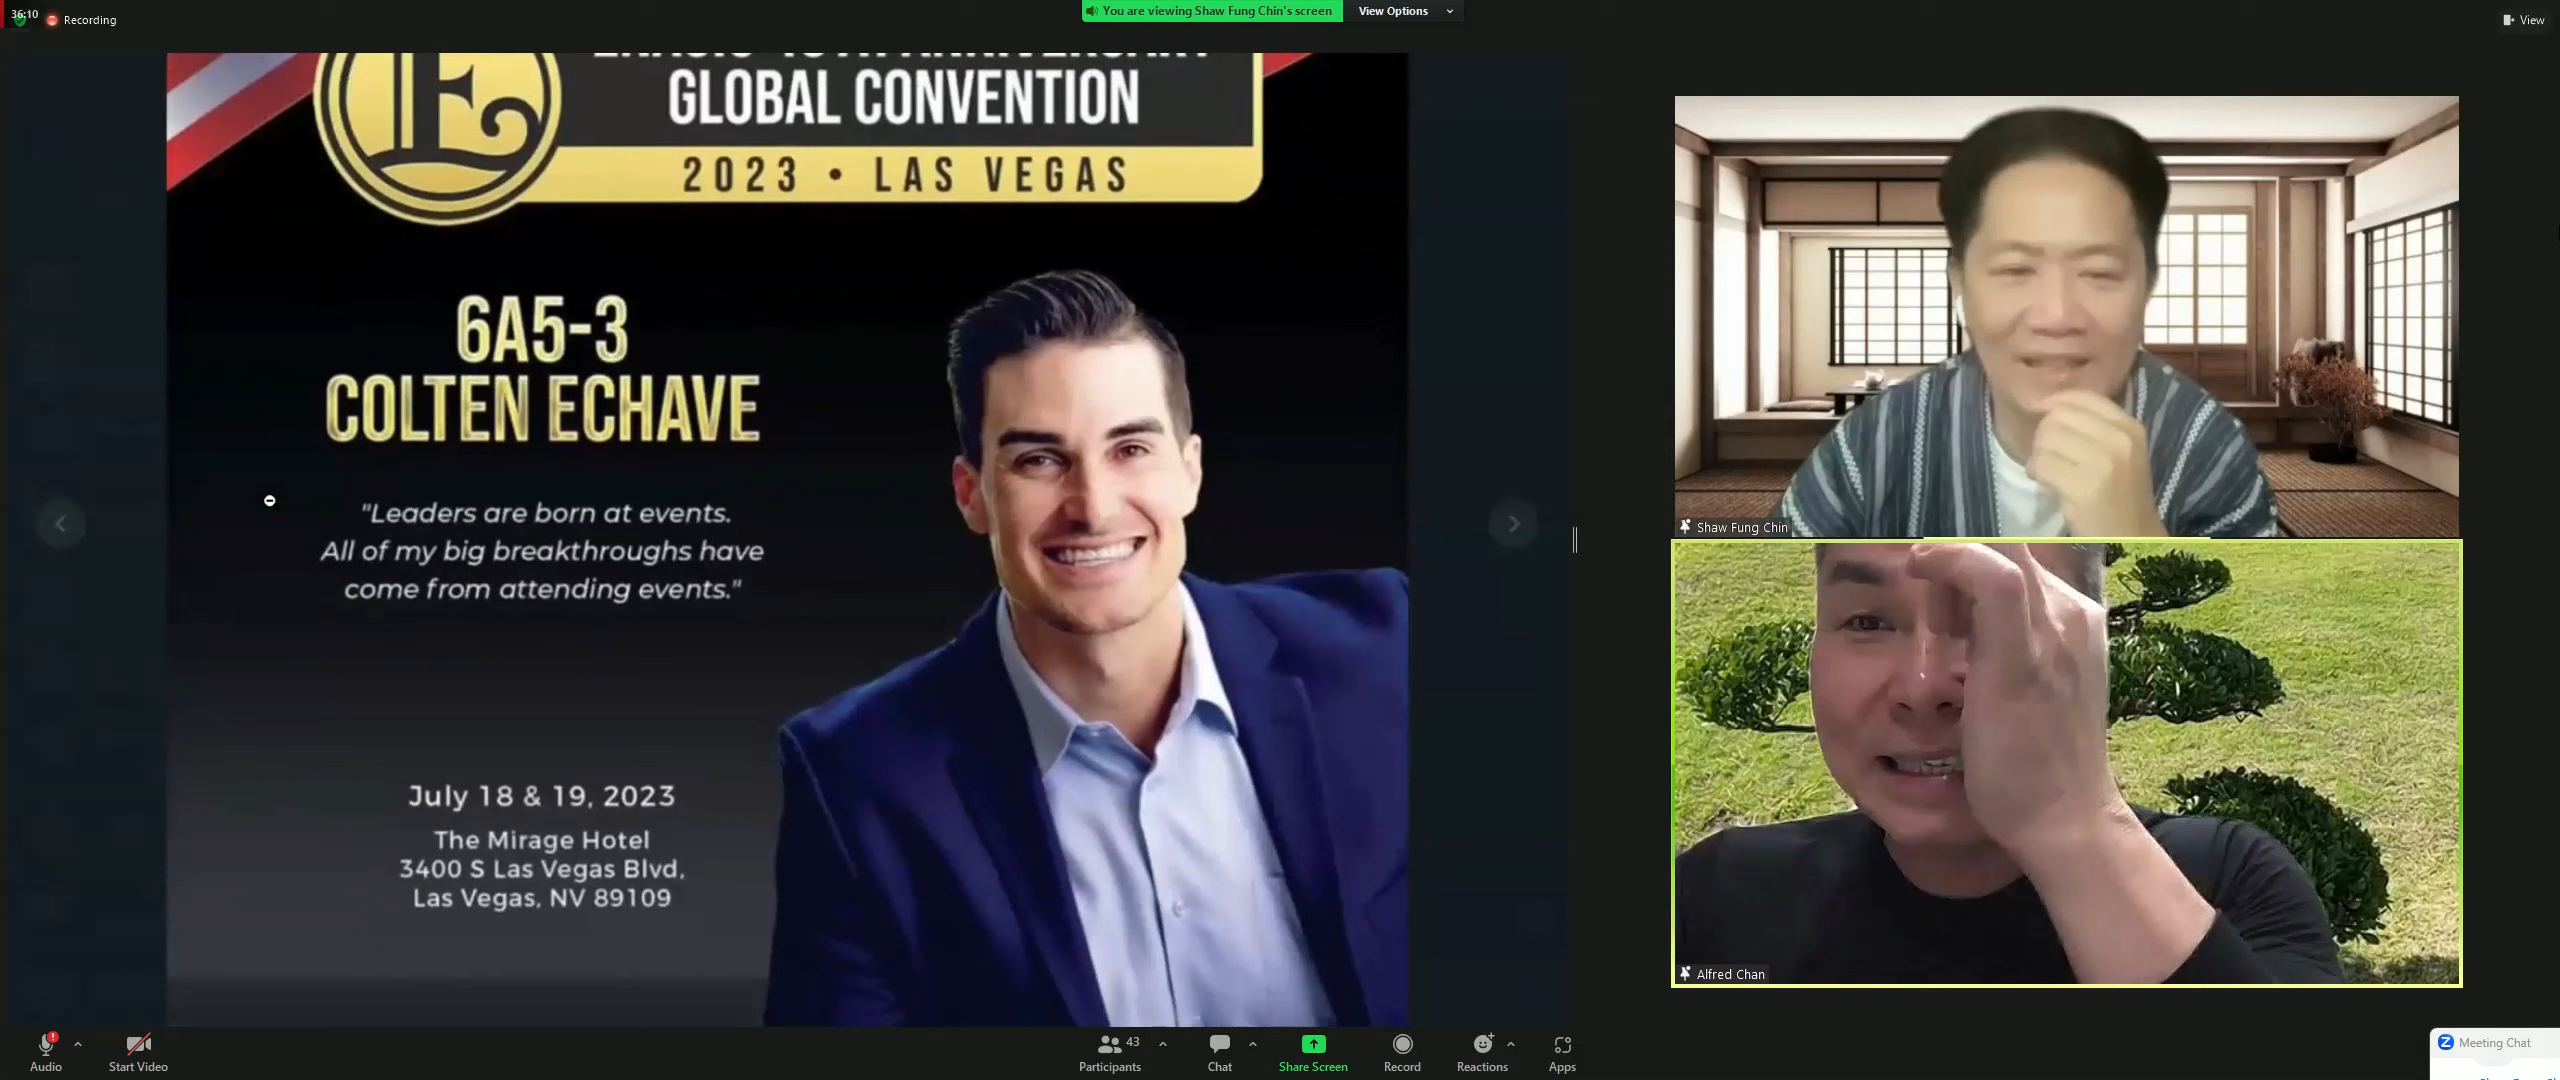 36:10
Recording
You are viewing Shaw Fung Chin's screen
View Options
View
GLOBAL CONVENTION
2023 • LAS VEGAS
E
6A5-3
COLTEN ECHAVE
"Leaders are born at events.
All of my big breakthroughs have
come from attending events."
July 18 & 19, 2023
The Mirage Hotel
3400 S Las Vegas Blvd,
Las Vegas, NV 89109
Shaw Fung Chin
Alfred Chan
Audio
Start Video
43
Participants
Chat
Share Screen
Record
Reactions
Apps
Meeting Chat